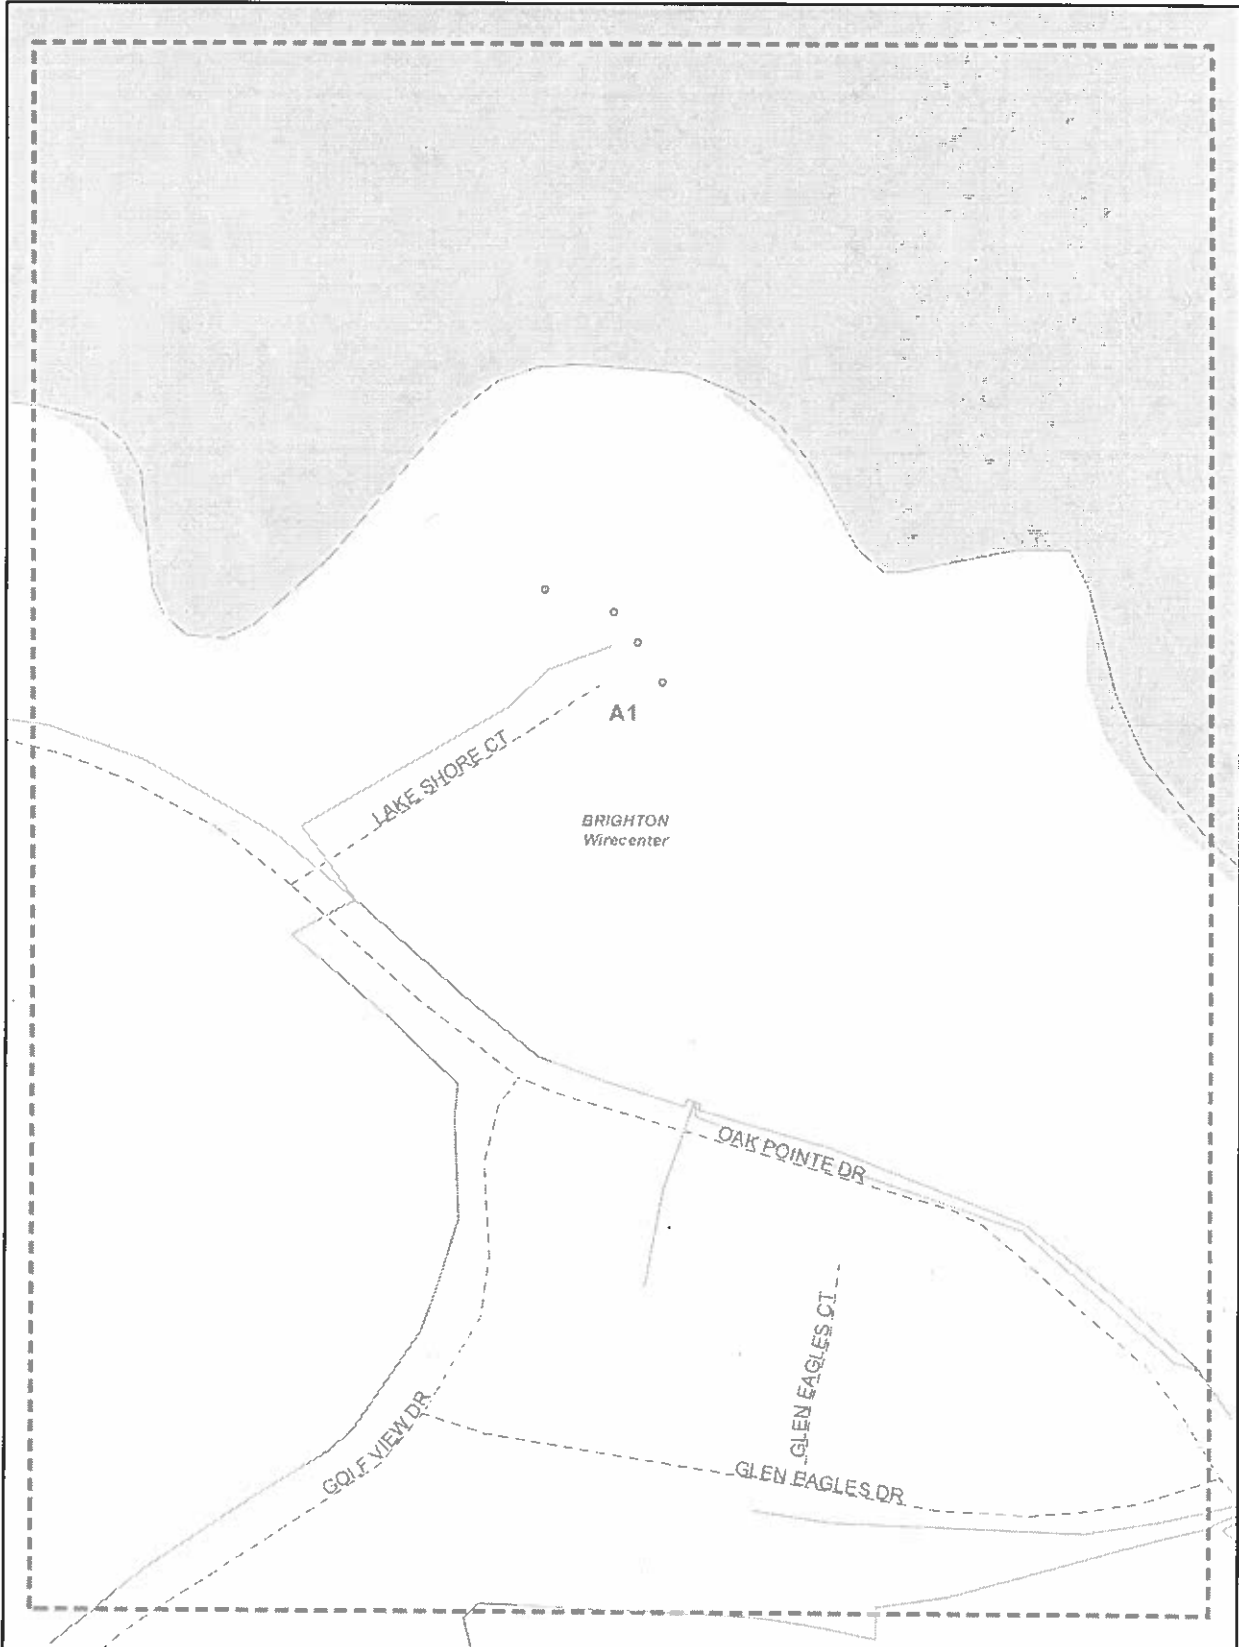 A1
LAKE SHORE CT
BRIGHTON
Wirecenter
OAK POINTE DR
GLEN EAGLES CT
GOLF VIEW DR
GLEN EAGLES DR